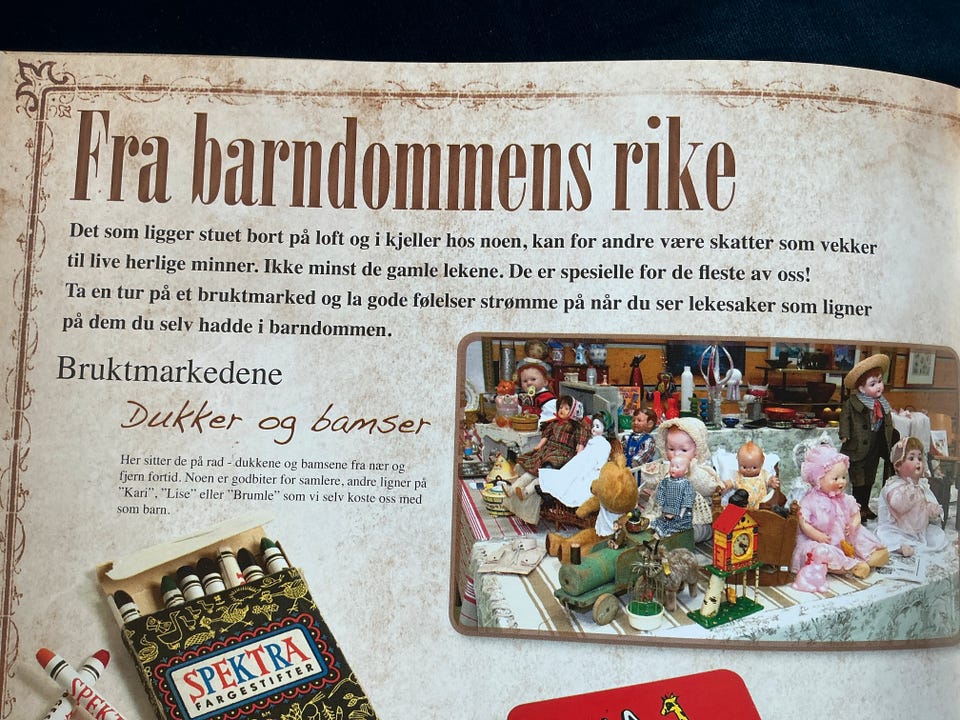 Fra barndommens rike
Det som ligger stuet bort på loft og i kjeller hos noen, kan for andre være skatter som vekker
til live herlige minner. Ikke minst de gamle lekene. De er spesielle for de fleste av oss!
Ta en tur på et bruktmarked og la gode følelser strømme på når du ser lekesaker som ligner
på dem du selv hadde i barndommen.
Bruktmarkedene
Dukker og bamser
Her sitter de på rad - dukkene og bamsene fra nær og
fjern fortid. Noen er godbiter for samlere, andre ligner på
”Kari”, ”Lise” eller ”Brumle” som vi selv koste oss med
som barn.
SPEKTRA
FARGESTIFTER
SPEKT